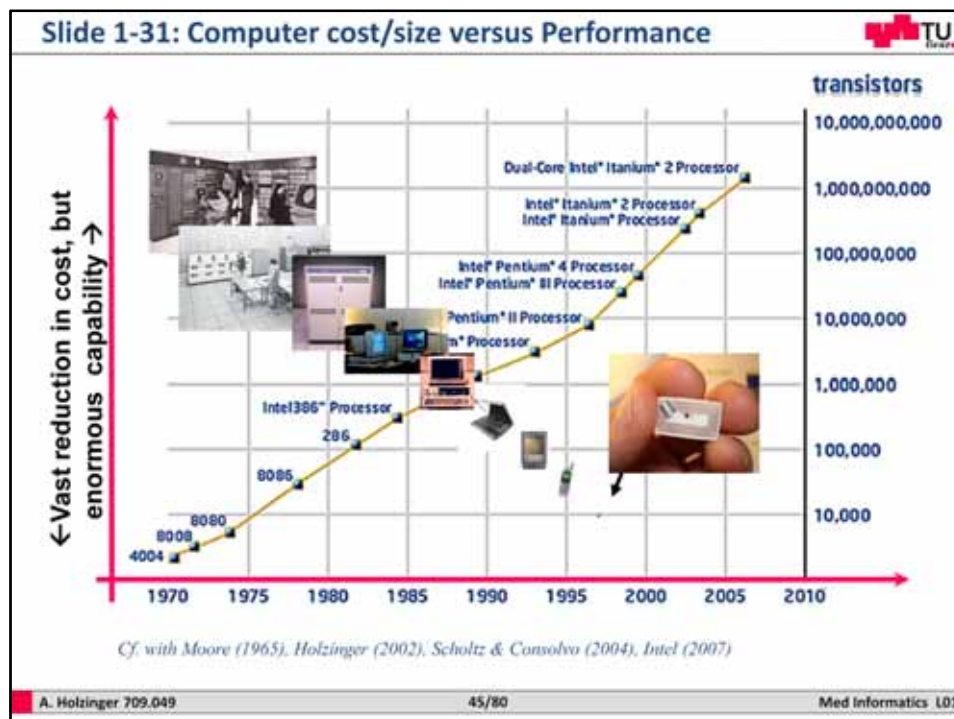 Slide 1-31: Computer cost/size versus Performance
TU
Graz
transistors
10,000,000,000
1,000,000,000
100,000,000
10,000,000
1,000,000
100,000
10,000
←Vast reduction in cost, but
enormous capability →
Dual-Core Intel® Itanium® 2 Processor
Intel® Itanium® 2 Processor
Intel® Itanium® Processor
Intel® Pentium® 4 Processor
Intel® Pentium® III Processor
Pentium® II Processor
Processor
Intel386™ Processor
286
8086
8080
8008
4004
1970 1975 1980 1985 1990 1995 2000 2005 2010
Cf. with Moore (1965), Holzinger (2002), Scholtz & Consolvo (2004), Intel (2007)
A. Holzinger 709.049 45/80 Med Informatics L01